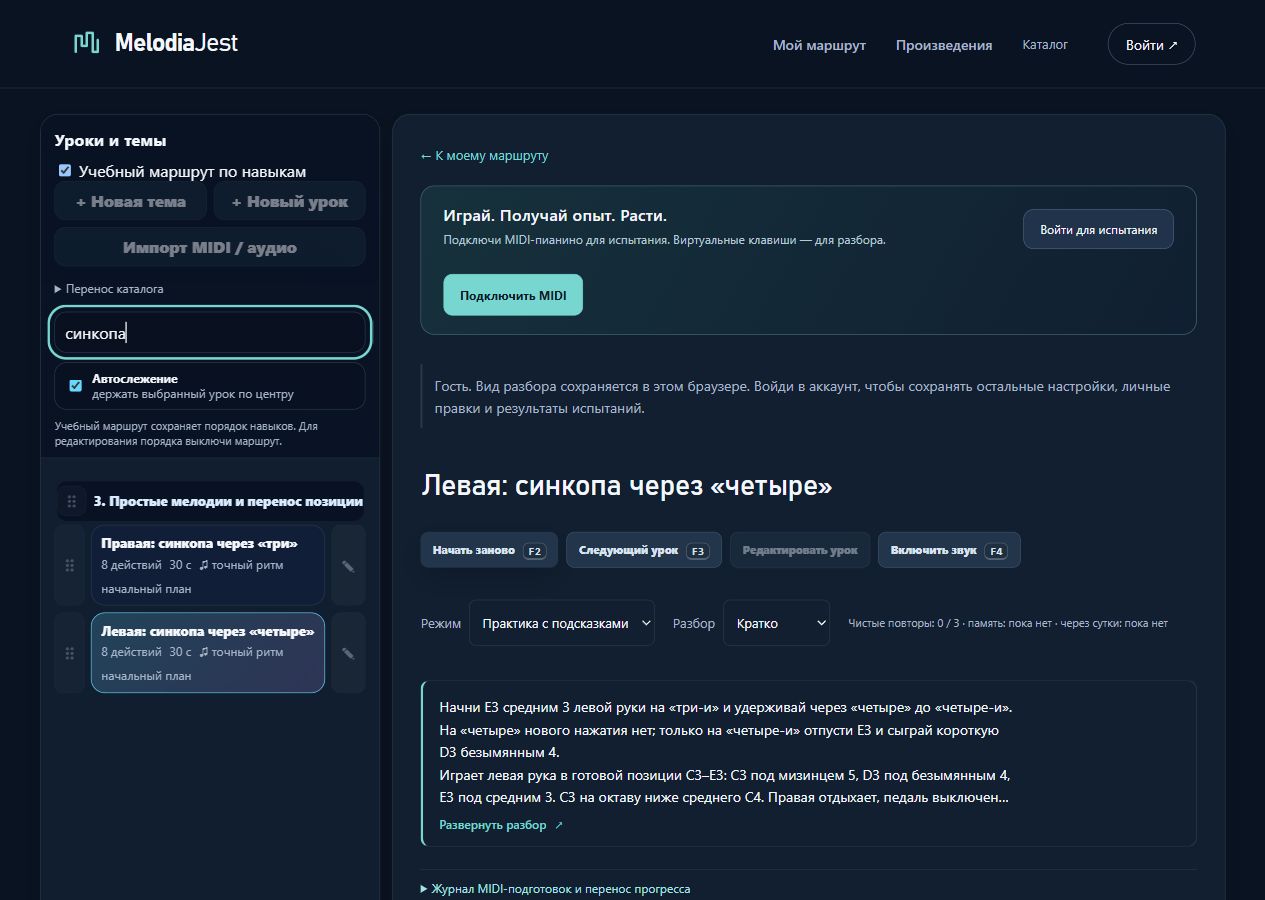 MelodiaJest
Мой маршрут
Произведения
Каталог
Войти ↗
Уроки и темы
Учебный маршрут по навыкам
+ Новая тема
+ Новый урок
Импорт MIDI / аудио
▶ Перенос каталога
синкопа
Автослежение
держать выбранный урок по центру
Учебный маршрут сохраняет порядок навыков. Для
редактирования порядка выключи маршрут.
3. Простые мелодии и перенос позиции
Правая: синкопа через «три»
8 действий 30 с ♫ точный ритм
начальный план
Левая: синкопа через «четыре»
8 действий 30 с ♫ точный ритм
начальный план
← К моему маршруту
Играй. Получай опыт. Расти.
Подключи MIDI-пианино для испытания. Виртуальные клавиши — для разбора.
Войти для испытания
Подключить MIDI
Гость. Вид разбора сохраняется в этом браузере. Войди в аккаунт, чтобы сохранять остальные настройки, личные
правки и результаты испытаний.
Левая: синкопа через «четыре»
Начать заново F2
Следующий урок F3
Редактировать урок
Включить звук F4
Режим
Практика с подсказками
Разбор
Кратко
Чистые повторы: 0 / 3 · память: пока нет · через сутки: пока нет
Начни E3 средним 3 левой руки на «три-и» и удерживай через «четыре» до «четыре-и».
На «четыре» нового нажатия нет; только на «четыре-и» отпусти E3 и сыграй короткую
D3 безымянным 4.
Играет левая рука в готовой позиции C3–E3: C3 под мизинцем 5, D3 под безымянным 4,
E3 под средним 3. C3 на октаву ниже среднего C4. Правая отдыхает, педаль выключен…
Развернуть разбор ↗
▶ Журнал MIDI-подготовок и перенос прогресса